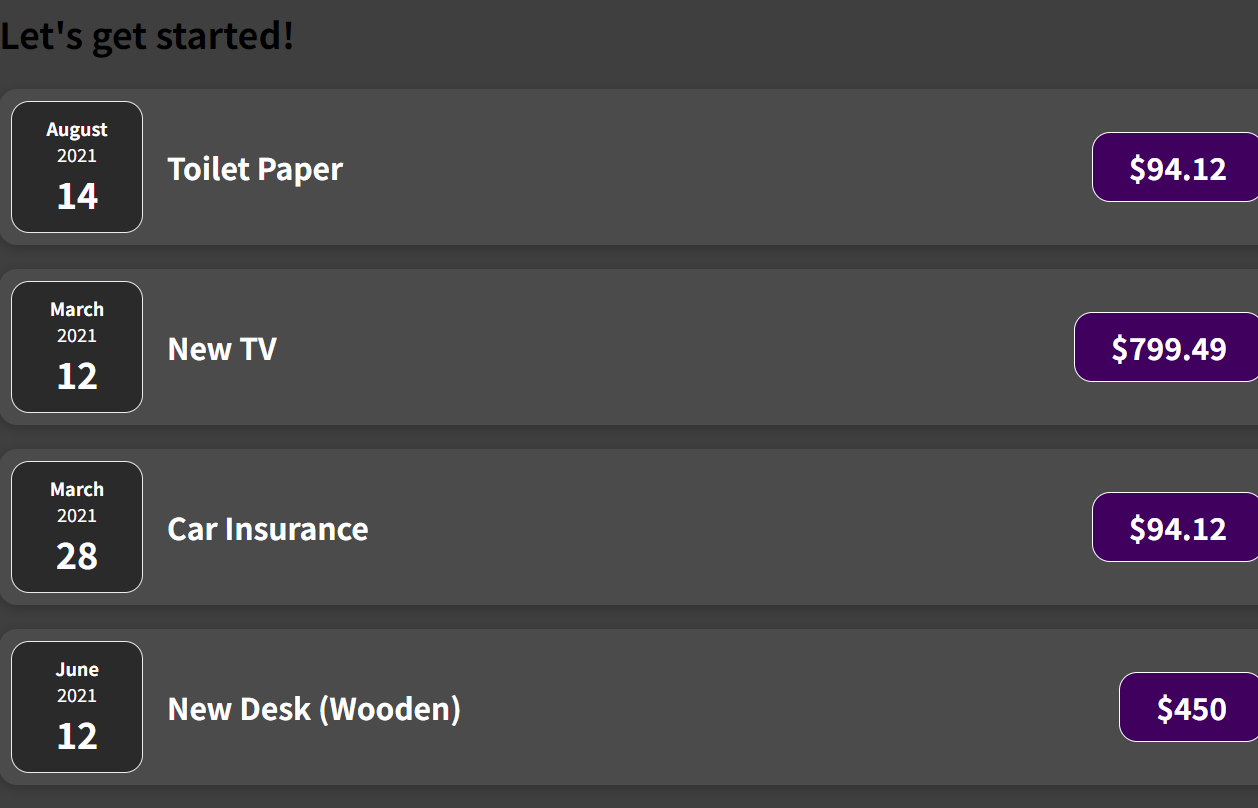 Let's get started!
August
2021
14
Toilet Paper
$94.12
March
2021
12
New TV
$799.49
March
2021
28
Car Insurance
$94.12
June
2021
12
New Desk (Wooden)
$450